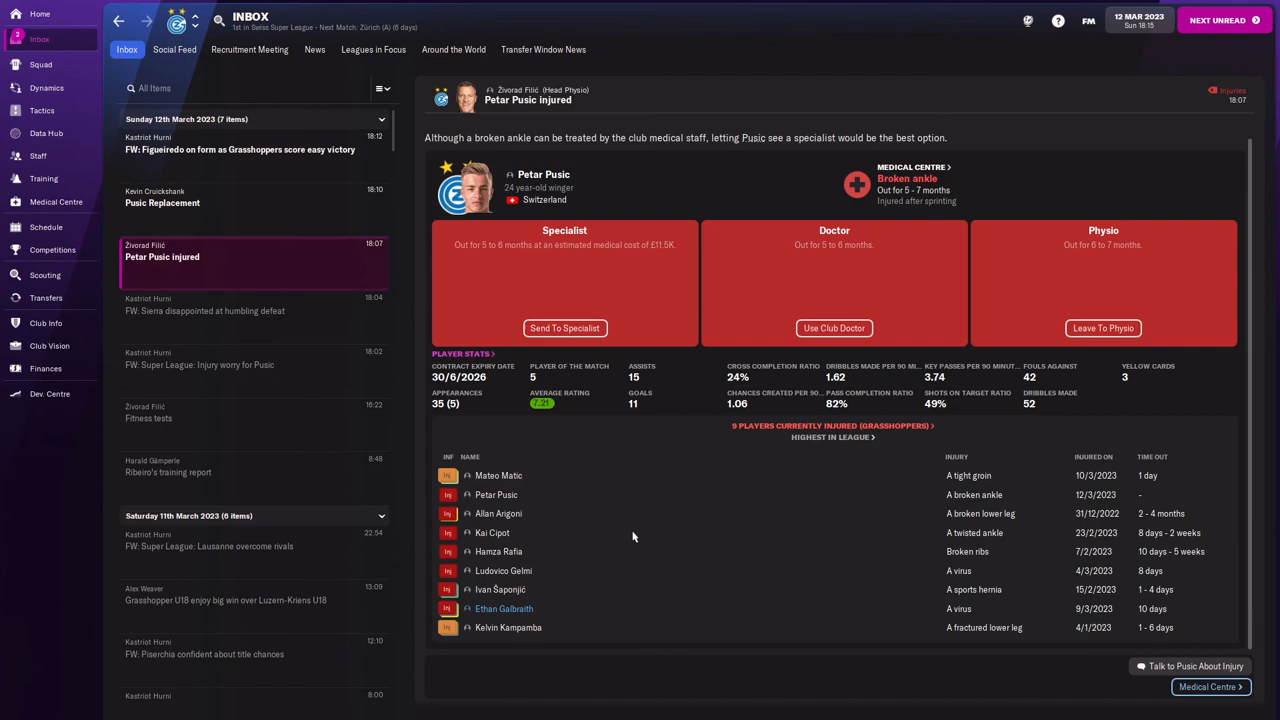 Home
INBOX
1st in Swiss Super League - Next Match: Zürich (A) (6 days)
FM
12 MAR 2023
Sun 18:15
NEXT UNREAD
2
Inbox
Squad
Dynamics
Tactics
Data Hub
Staff
Training
Medical Centre
Schedule
Competitions
Scouting
Transfers
Club Info
Club Vision
Finances
Dev. Centre
Inbox
Social Feed
Recruitment Meeting
News
Leagues in Focus
Around the World
Transfer Window News
All Items
Sunday 12th March 2023 (7 items)
Kastriot Hurni
18:12
FW: Figueiredo on form as Grasshoppers score easy victory
Kevin Cruickshank
18:10
Pusic Replacement
Živorad Filić
18:07
Petar Pusic injured
Kastriot Hurni
18:04
FW: Sierra disappointed at humbling defeat
Kastriot Hurni
18:02
FW: Super League: Injury worry for Pusic
Živorad Filić
16:22
Fitness tests
Harald Gämperle
8:48
Ribeiro's training report
Saturday 11th March 2023 (6 items)
Kastriot Hurni
22:54
FW: Super League: Lausanne overcome rivals
Alex Weaver
13:09
Grasshopper U18 enjoy big win over Luzern-Kriens U18
Kastriot Hurni
12:10
FW: Piserchia confident about title chances
Kastriot Hurni
8:00
Živorad Filić (Head Physio)
Petar Pusic injured
Injuries
18:07
Although a broken ankle can be treated by the club medical staff, letting Pusic see a specialist would be the best option.
Petar Pusic
24 year-old winger
Switzerland
MEDICAL CENTRE >
Broken ankle
Out for 5 - 7 months
Injured after sprinting
Specialist
Out for 5 to 6 months at an estimated medical cost of £11.5K.
Send To Specialist
Doctor
Out for 5 to 6 months.
Use Club Doctor
Physio
Out for 6 to 7 months.
Leave To Physio
PLAYER STATS >
CONTRACT EXPIRY DATE
30/6/2026
PLAYER OF THE MATCH
5
ASSISTS
15
CROSS COMPLETION RATIO
24%
DRIBBLES MADE PER 90 MI...
1.62
KEY PASSES PER 90 MINUT...
3.74
FOULS AGAINST
42
YELLOW CARDS
3
APPEARANCES
35 (5)
AVERAGE RATING
7.21
GOALS
11
CHANCES CREATED PER 90...
1.06
PASS COMPLETION RATIO
82%
SHOTS ON TARGET RATIO
49%
DRIBBLES MADE
52
9 PLAYERS CURRENTLY INJURED (GRASSHOPPERS) >
HIGHEST IN LEAGUE >
INF NAME INJURY INJURED ON TIME OUT
Inj Mateo Matic A tight groin 10/3/2023 1 day
Inj Petar Pusic A broken ankle 12/3/2023 -
Inj Allan Arigoni A broken lower leg 31/12/2022 2 - 4 months
Inj Kai Cipot A twisted ankle 23/2/2023 8 days - 2 weeks
Inj Hamza Rafia Broken ribs 7/2/2023 10 days - 5 weeks
Inj Ludovico Gelmi A virus 4/3/2023 8 days
Inj Ivan Šaponjić A sports hernia 15/2/2023 1 - 4 days
Inj Ethan Galbraith A virus 9/3/2023 10 days
Inj Kelvin Kampamba A fractured lower leg 4/1/2023 1 - 6 days
Talk to Pusic About Injury
Medical Centre >